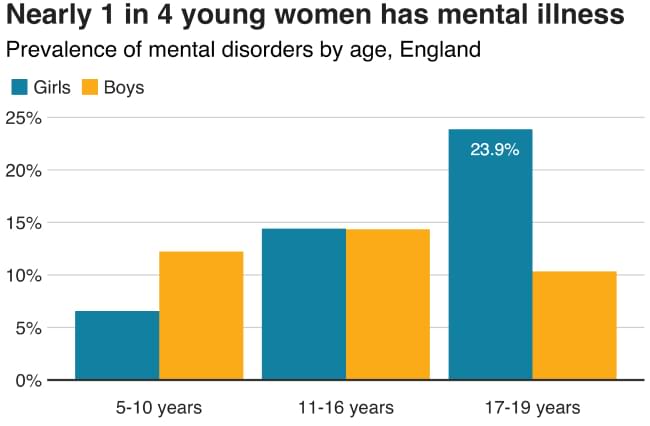 Nearly 1 in 4 young women has mental illness
Prevalence of mental disorders by age, England
Girls Boys
25%
23.9%
20%
15%
10%
5%
0%
5-10 years 11-16 years 17-19 years